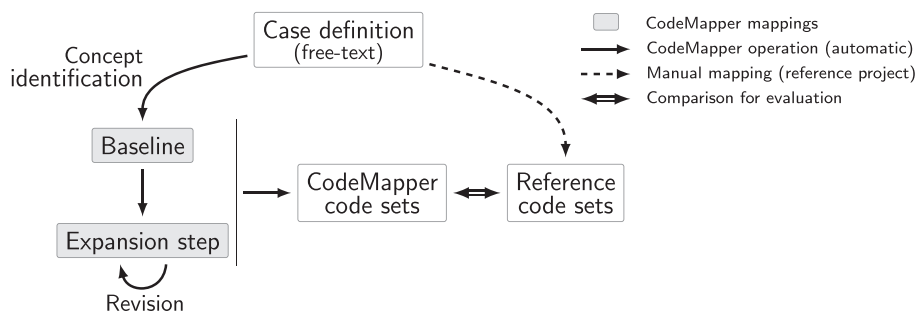 Case definition
(free-text)
Concept
identification
Baseline
Expansion step
Revision
CodeMapper
code sets
Reference
code sets
CodeMapper mappings
CodeMapper operation (automatic)
Manual mapping (reference project)
Comparison for evaluation